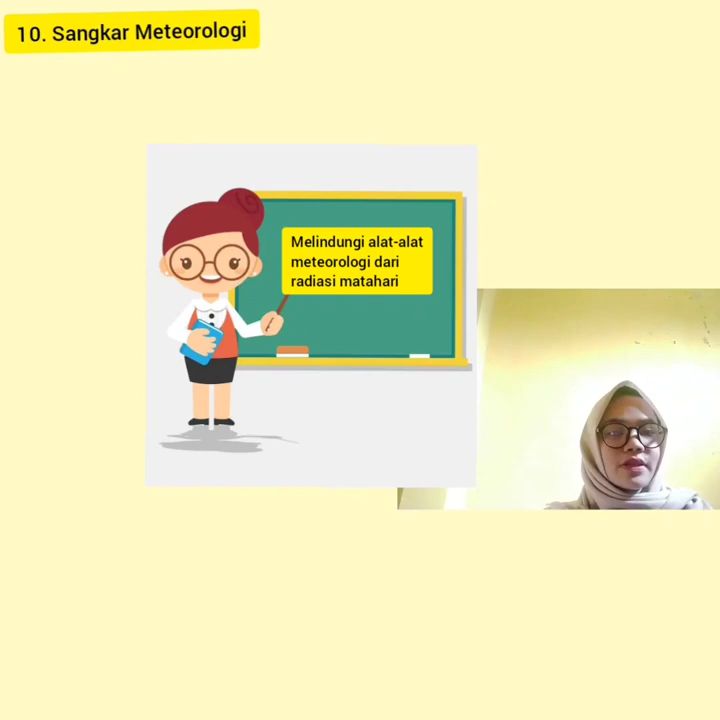 10. Sangkar Meteorologi
Melindungi alat-alat
meteorologi dari
radiasi matahari